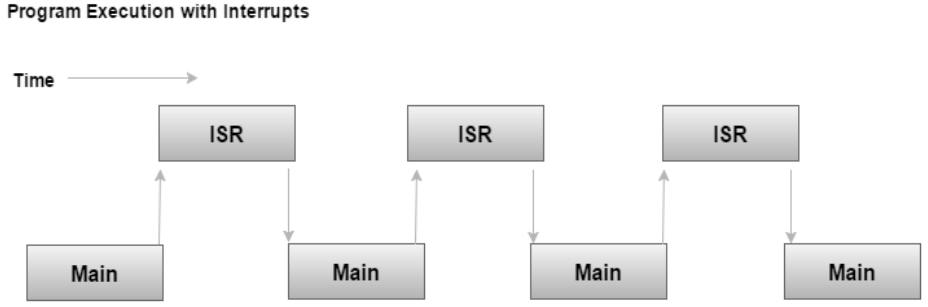 Program Execution with Interrupts
Time
ISR ISR ISR
Main Main Main Main